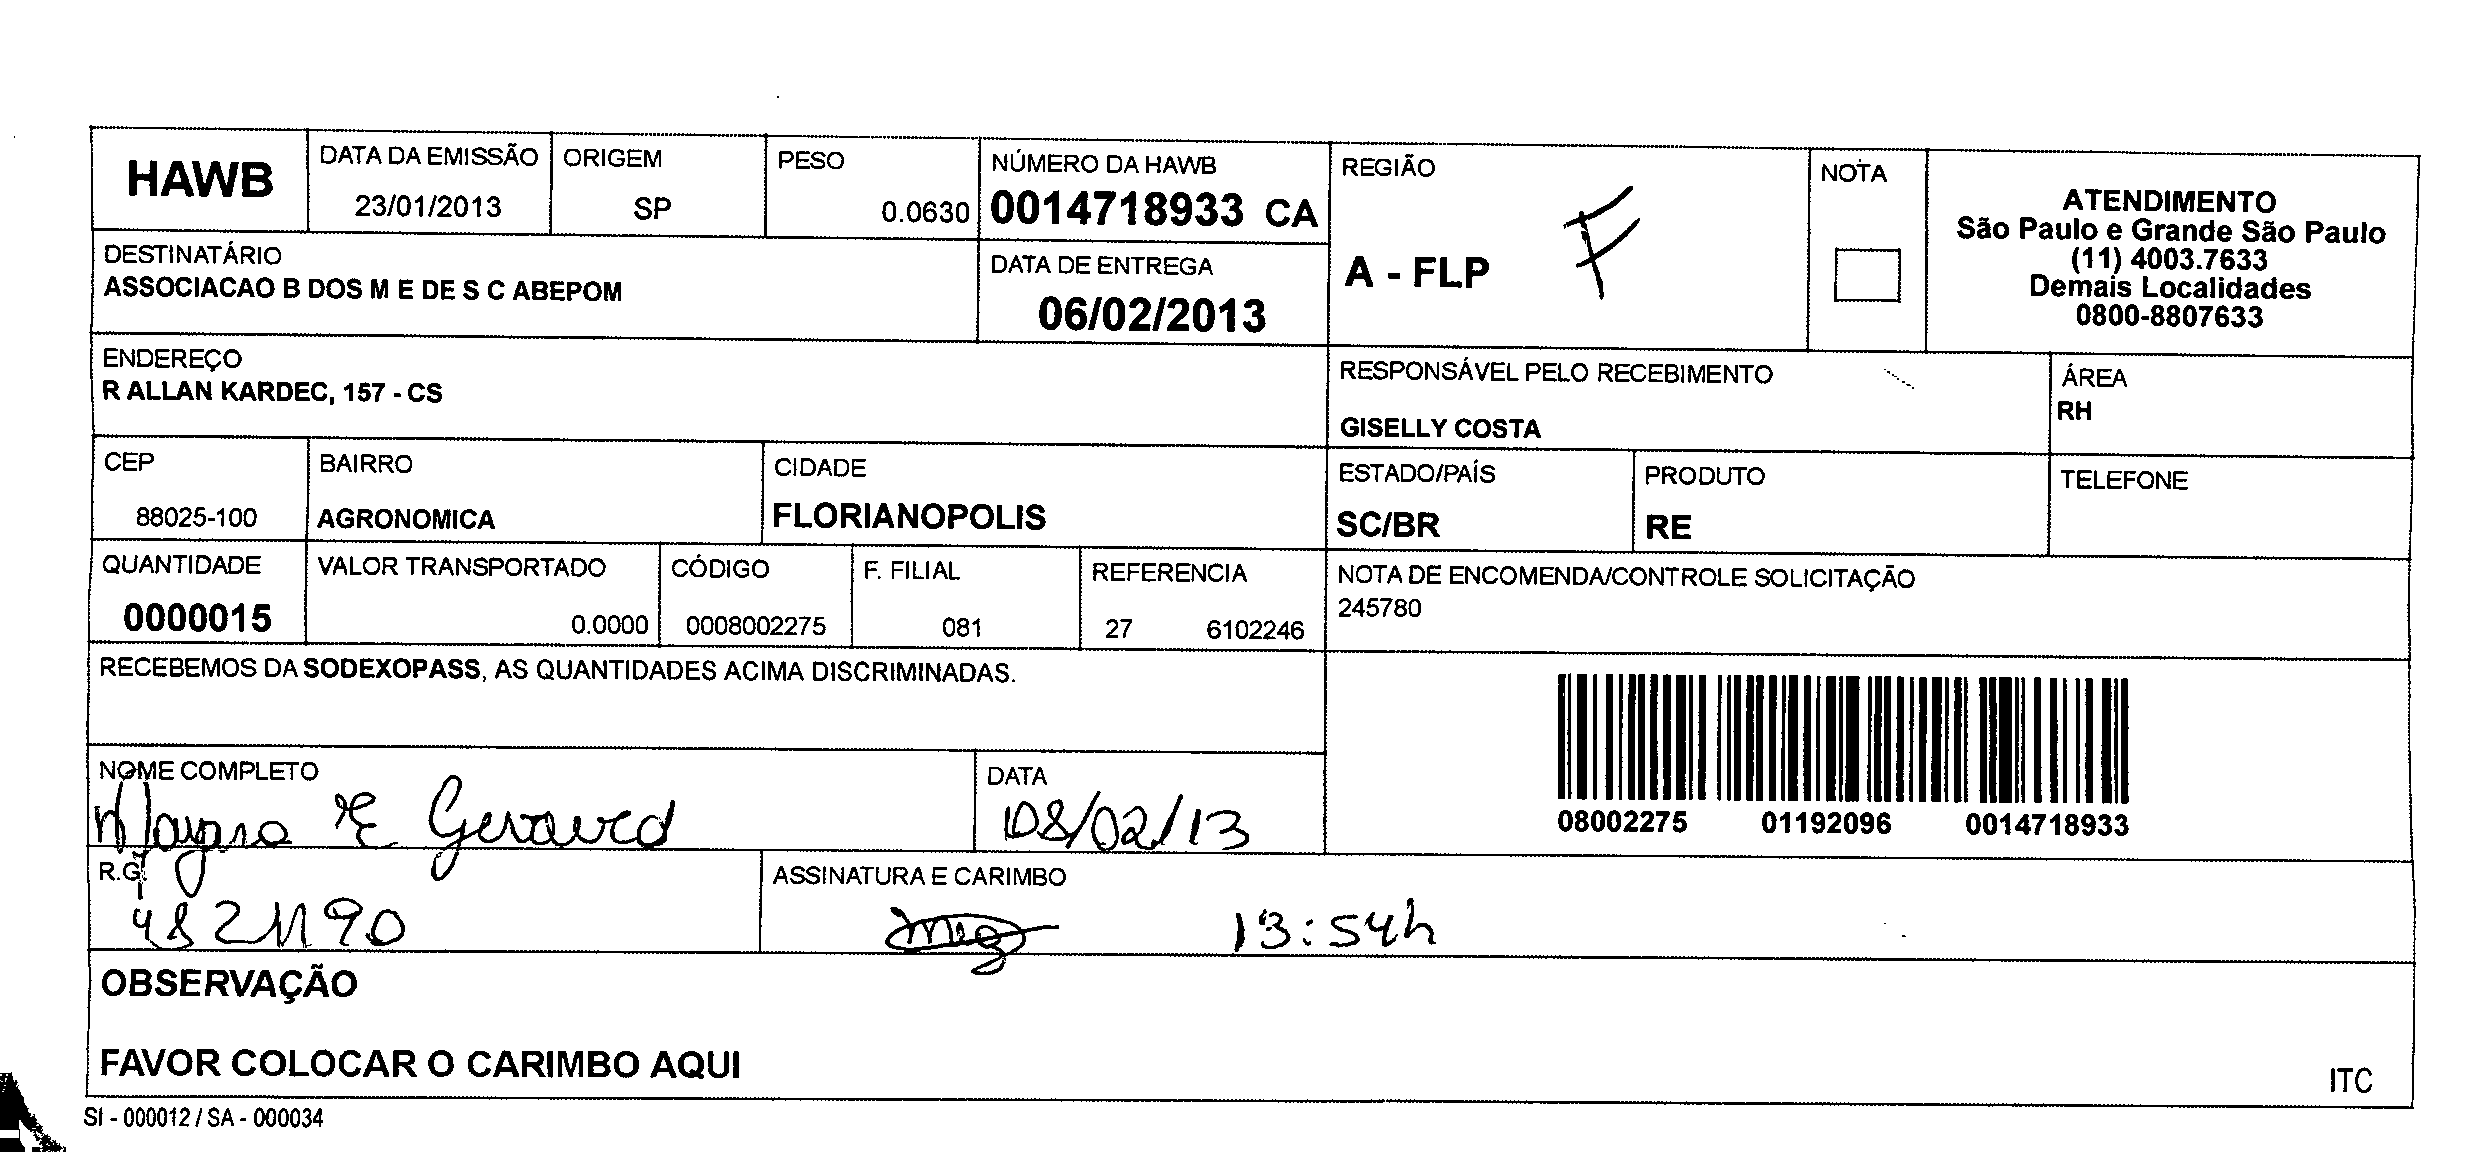 HAWB
DATA DA EMISSÃO
23/01/2013
ORIGEM
SP
PESO
0.0630
NÚMERO DA HAWB
0014718933 CA
REGIÃO
A - FLP F
NOTA
ATENDIMENTO
São Paulo e Grande São Paulo
(11) 4003.7633
Demais Localidades
0800-8807633
DESTINATÁRIO
ASSOCIACAO B DOS M E DE S C ABEPOM
DATA DE ENTREGA
06/02/2013
ENDEREÇO
R ALLAN KARDEC, 157 - CS
RESPONSÁVEL PELO RECEBIMENTO
GISELLY COSTA
ÁREA
RH
CEP
88025-100
BAIRRO
AGRONOMICA
CIDADE
FLORIANOPOLIS
ESTADO/PAÍS
SC/BR
PRODUTO
RE
TELEFONE
QUANTIDADE
0000015
VALOR TRANSPORTADO
0.0000
CÓDIGO
0008002275
F. FILIAL
081
REFERENCIA
27 6102246
NOTA DE ENCOMENDA/CONTROLE SOLICITAÇÃO
245780
RECEBEMOS DA SODEXOPASS, AS QUANTIDADES ACIMA DISCRIMINADAS.
08002275 01192096 0014718933
NOME COMPLETO
Mayara E Gerard
DATA
08/02/13
R.G.
4821190
ASSINATURA E CARIMBO
13:54h
OBSERVAÇÃO
FAVOR COLOCAR O CARIMBO AQUI
ITC
SI - 000012 / SA - 000034